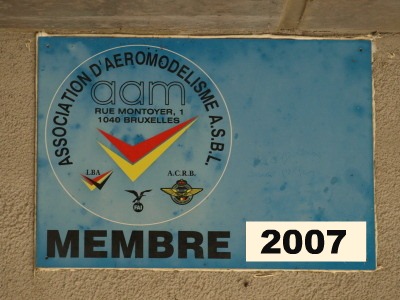 ASSOCIATION D'AEROMODELISME A.S.B.L.
aam
RUE MONTOYER, 1
1040 BRUXELLES
LBA
A.C.R.B.
MEMBRE 2007